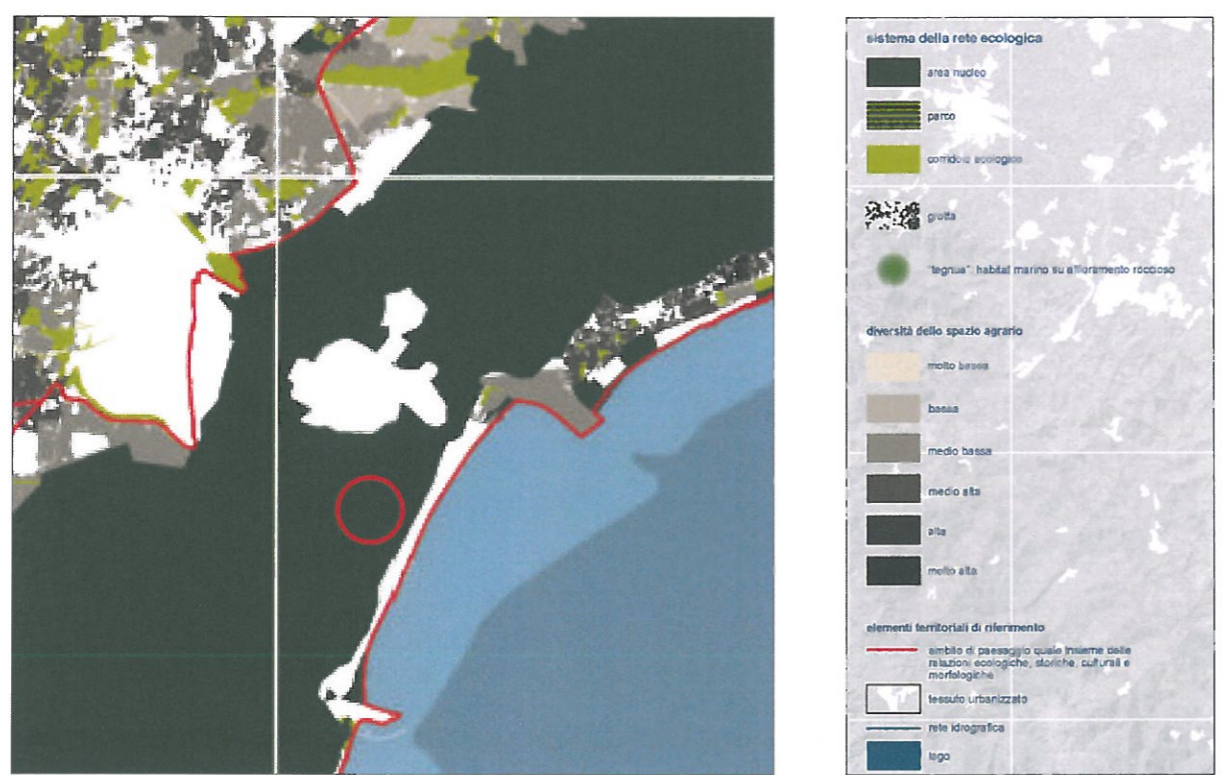 sistema della rete ecologica
area nucleo
parco
corridoio ecologico
grotta
"tegnua": habitat marino su affioramento roccioso
diversità dello spazio agrario
molto bassa
bassa
medio bassa
medio alta
alta
molto alta
elementi territoriali di riferimento
ambito di paesaggio quale insieme delle
relazioni ecologiche, storiche, culturali e
morfologiche
tessuto urbanizzato
rete idrografica
lago